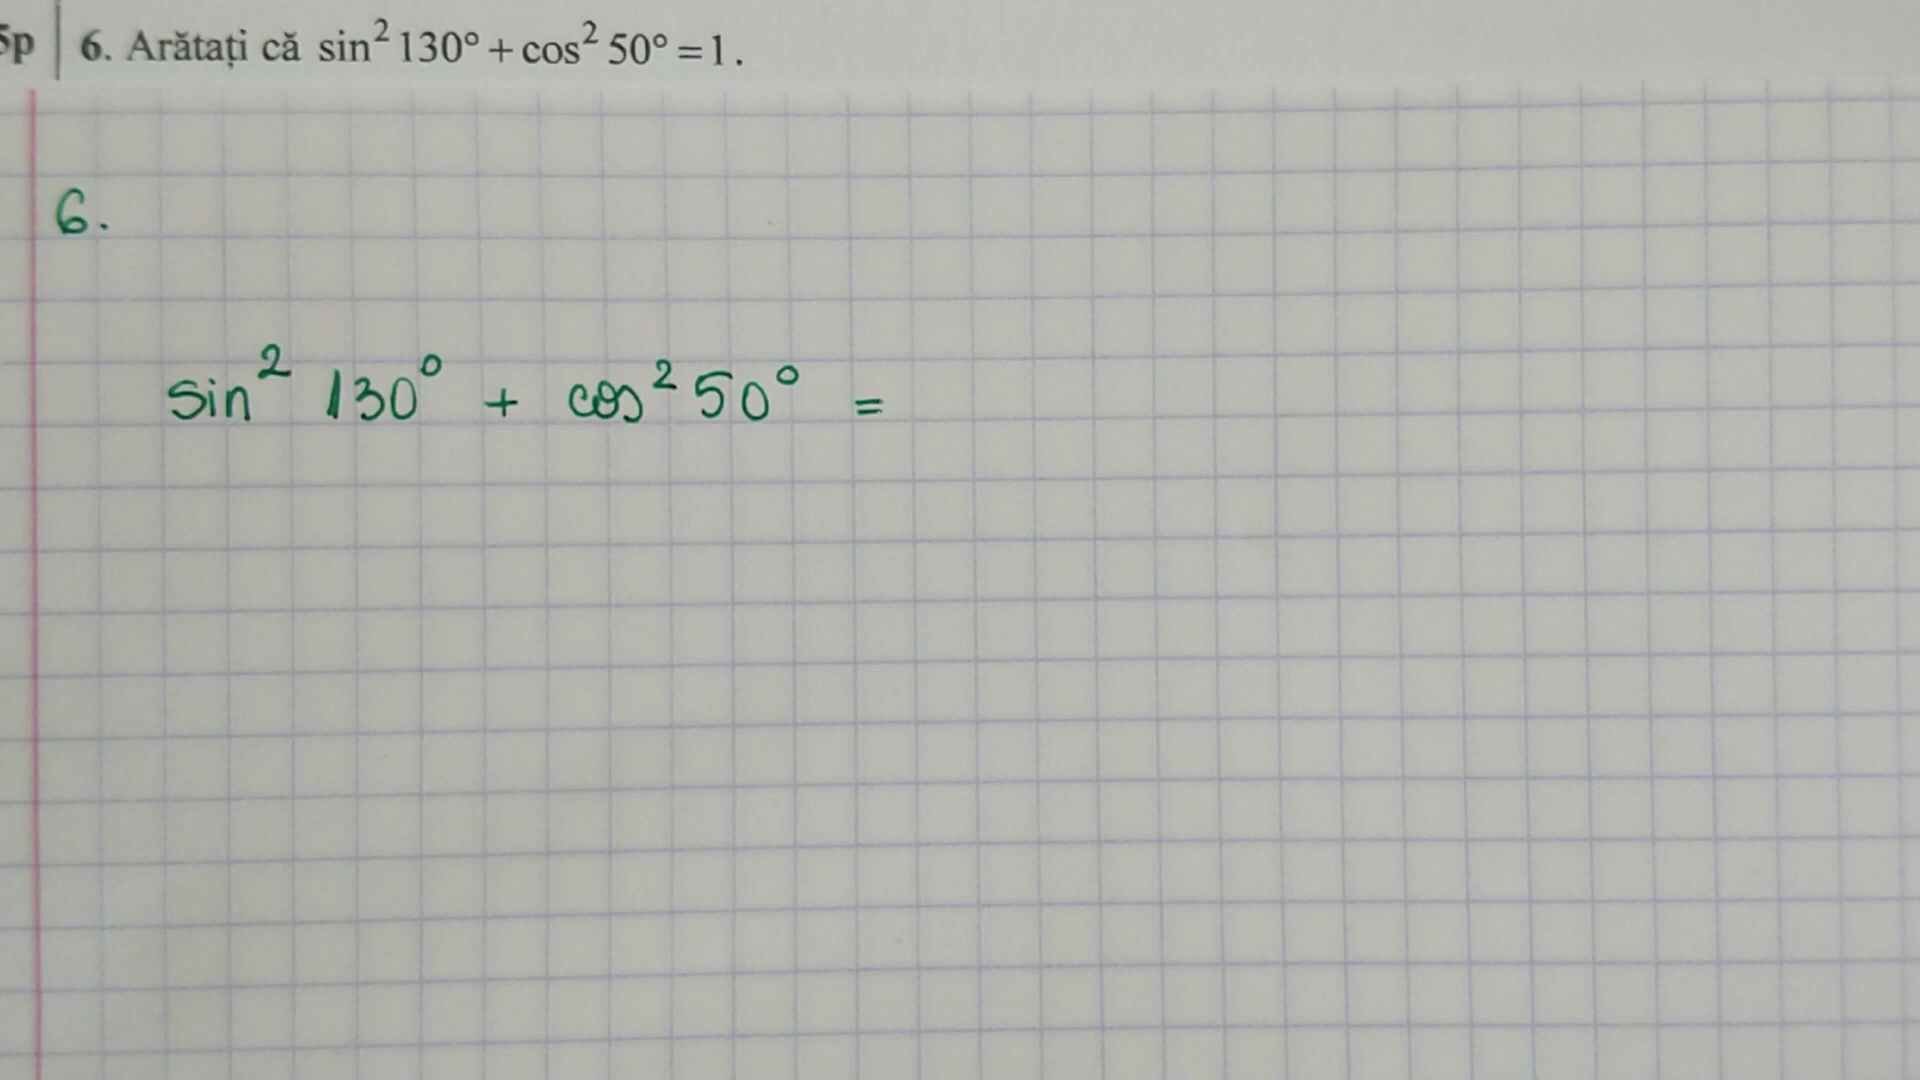 5p 6. Arătați că sin² 130° + cos² 50° = 1.
6.
sin² 130° + cos² 50° =